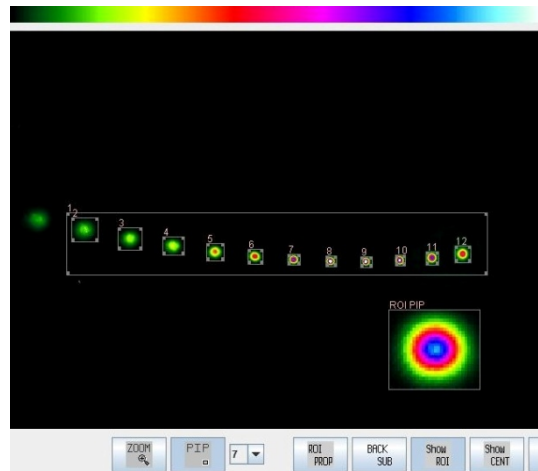 1
2
3
4
5
6
7
8
9
10
11
12
ROI PIP
ZOOM
PIP
7
ROI
PROP
BACK
SUB
Show
ROI
Show
CENT